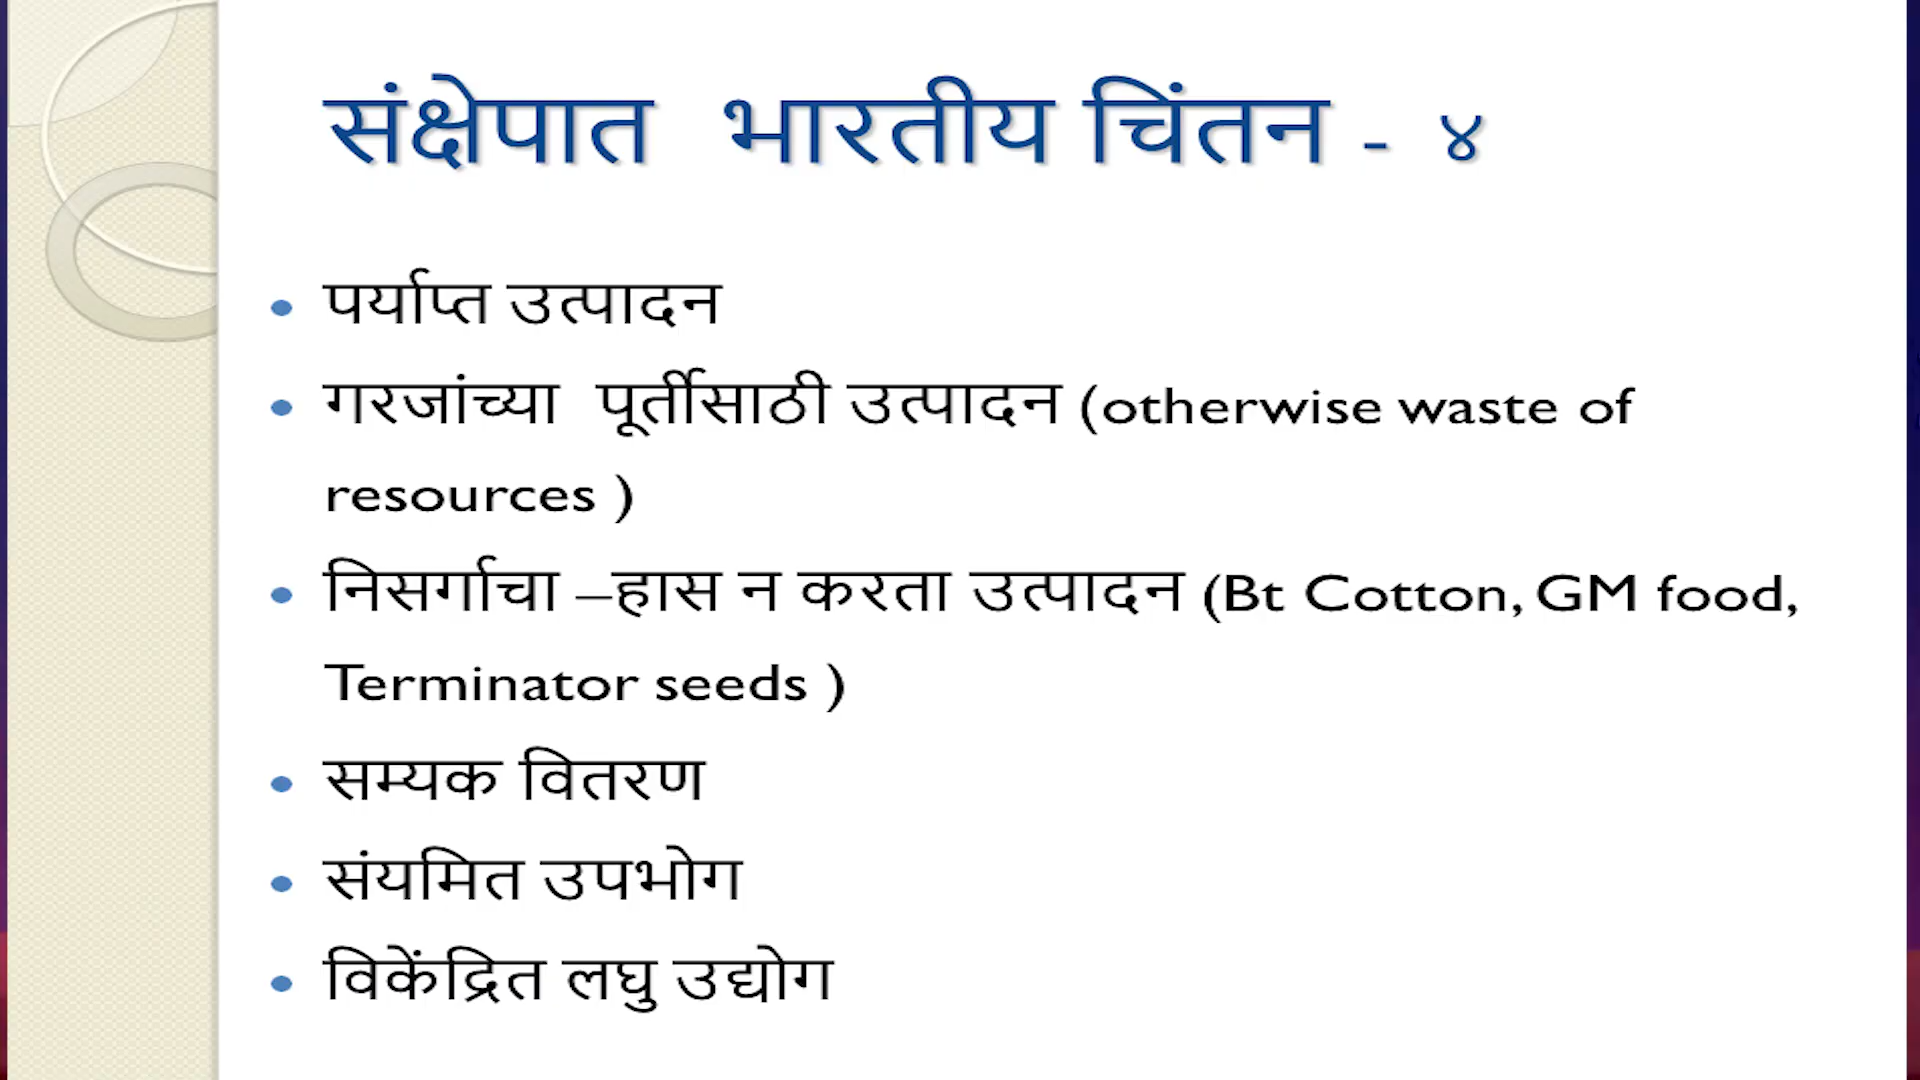 संक्षेपात भारतीय चिंतन - ४
• पर्याप्त उत्पादन
• गरजांच्या पूर्तीसाठी उत्पादन (otherwise waste of
resources )
• निसर्गाचा –हास न करता उत्पादन (Bt Cotton, GM food,
Terminator seeds )
• सम्यक वितरण
• संयमित उपभोग
• विकेंद्रित लघु उद्योग